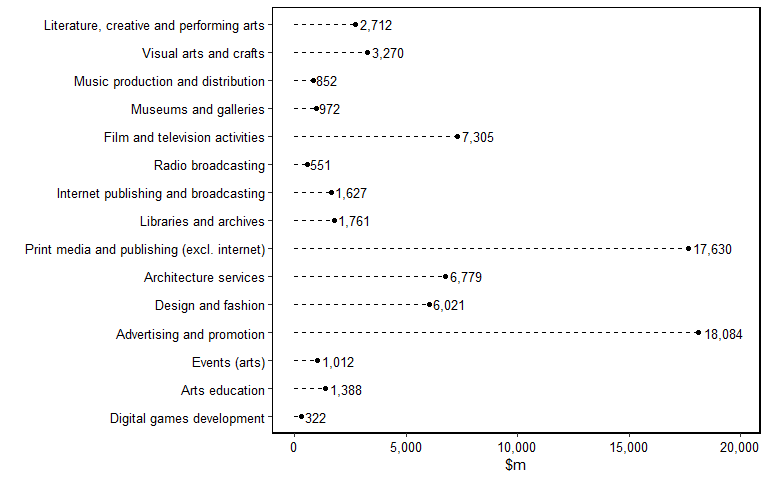 Literature, creative and performing arts 2,712
Visual arts and crafts 3,270
Music production and distribution 852
Museums and galleries 972
Film and television activities 7,305
Radio broadcasting 551
Internet publishing and broadcasting 1,627
Libraries and archives 1,761
Print media and publishing (excl. internet) 17,630
Architecture services 6,779
Design and fashion 6,021
Advertising and promotion 18,084
Events (arts) 1,012
Arts education 1,388
Digital games development 322
0 5,000 10,000 15,000 20,000
$m